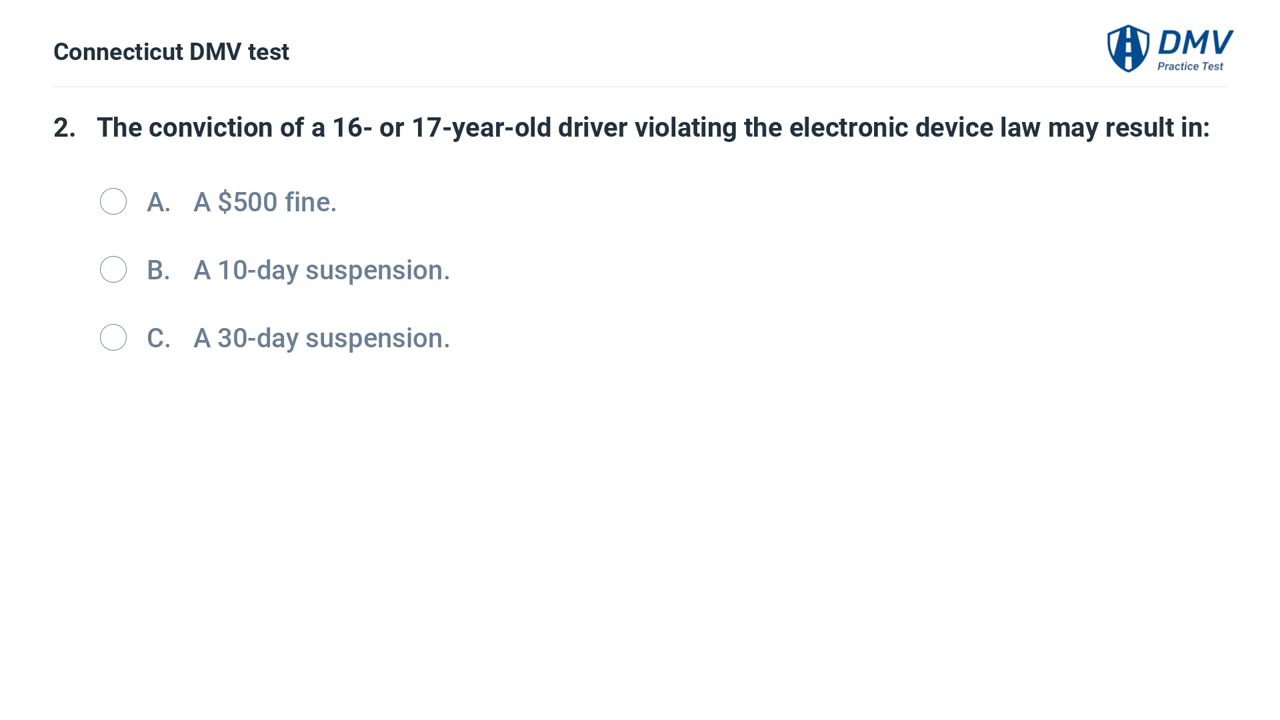 Connecticut DMV test
DMV
Practice Test
2. The conviction of a 16- or 17-year-old driver violating the electronic device law may result in:
A. A $500 fine.
B. A 10-day suspension.
C. A 30-day suspension.